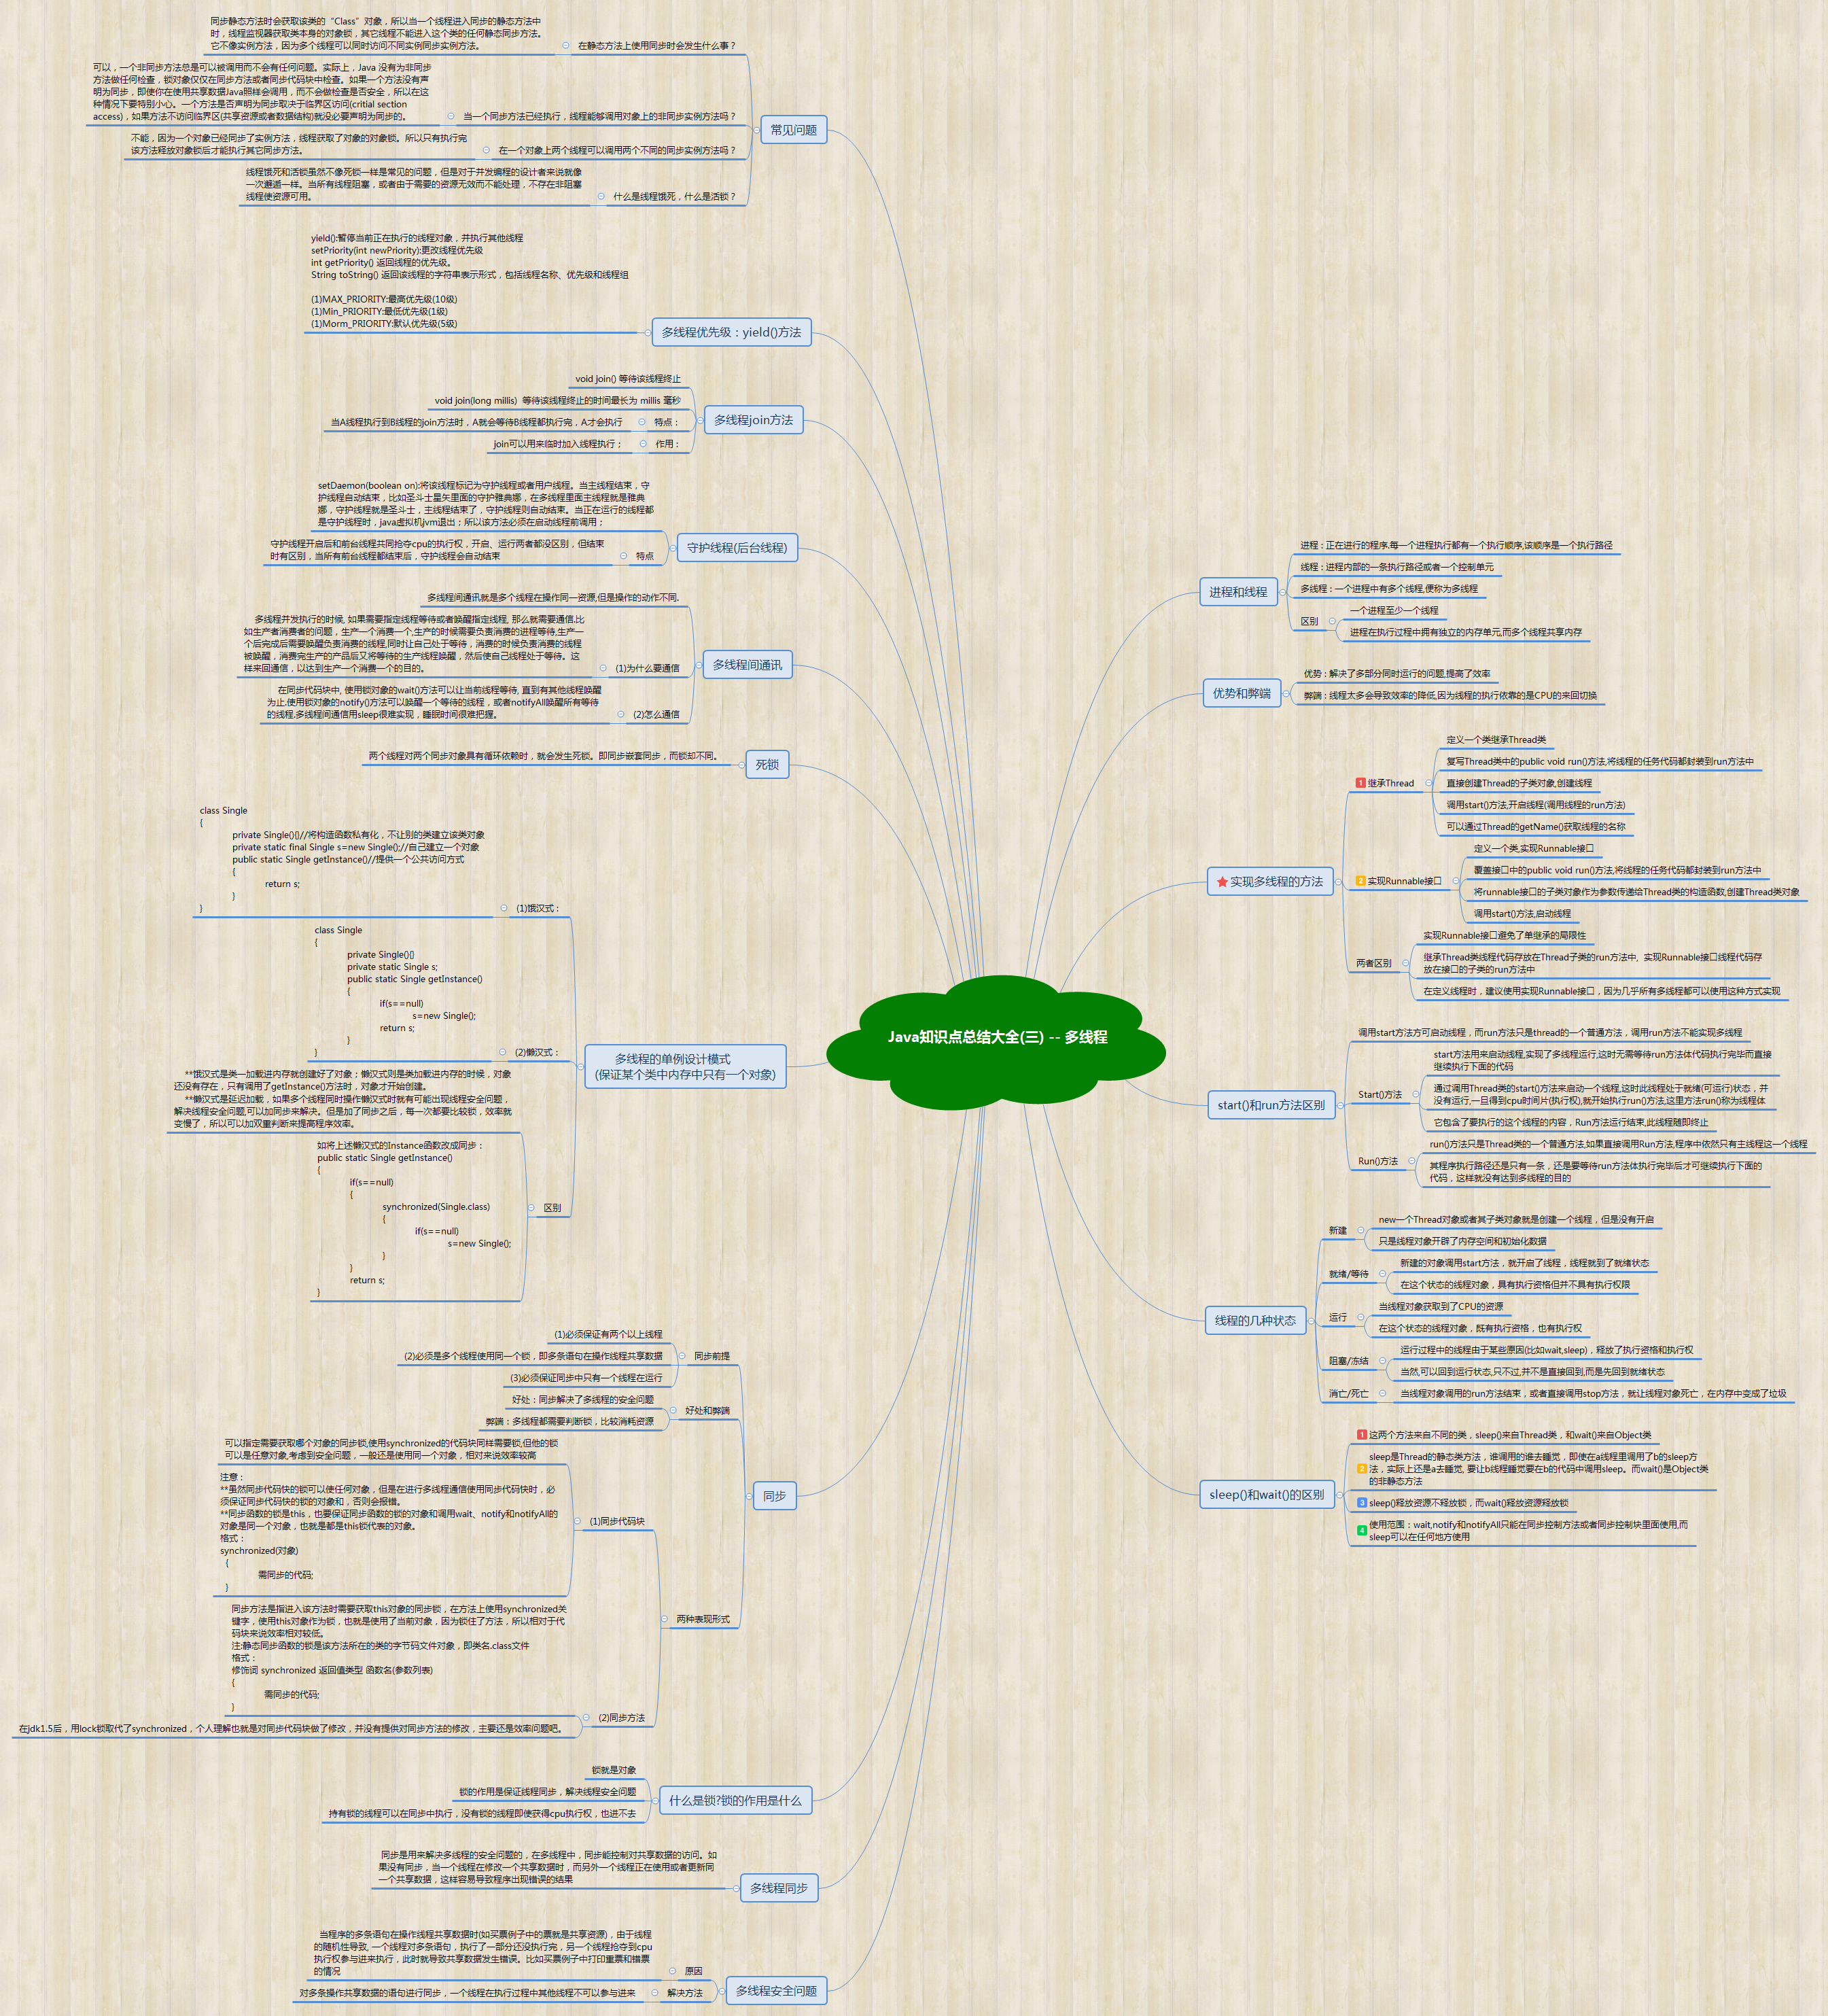 Java知识点总结大全(三) -- 多线程
进程和线程
进程：正在进行的程序,每一个进程执行都有一个执行顺序,该顺序是一个执行路径
线程：进程内部的一条执行路径或者一个控制单元
多线程：一个进程中有多个线程,便称为多线程
区别
一个进程至少一个线程
进程在执行过程中拥有独立的内存单元,而多个线程共享内存
优势和弊端
优势：解决了多部分同时运行的问题,提高了效率
弊端：线程太多会导致效率的降低,因为线程的执行依靠的是CPU的来回切换
实现多线程的方法
1 继承Thread
定义一个类继承Thread类
复写Thread类中的public void run()方法,将线程的任务代码都封装到run方法中
直接创建Thread的子类对象,创建线程
调用start()方法,开启线程(调用线程的run方法)
可以通过Thread的getName()获取线程的名称
2 实现Runnable接口
定义一个类,实现Runnable接口
覆盖接口中的public void run()方法,将线程的任务代码都封装到run方法中
将runnable接口的子类对象作为参数传递给Thread类的构造函数,创建Thread类对象
调用start()方法,启动线程
两者区别
实现Runnable接口避免了单继承的局限性
继承Thread类线程代码存放在Thread子类的run方法中, 实现Runnable接口线程代码存
放在接口的子类的run方法中
在定义线程时，建议使用实现Runnable接口，因为几乎所有多线程都可以使用这种方式实现
start()和run方法区别
调用start方法方可启动线程，而run方法只是thread的一个普通方法，调用run方法不能实现多线程
Start()方法
start方法用来启动线程,实现了多线程运行,这时无需等待run方法体代码执行完毕而直接
继续执行下面的代码
通过调用Thread类的start()方法来启动一个线程,这时此线程处于就绪(可运行)状态，并
没有运行,一旦得到cpu时间片(执行权),就开始执行run()方法,这里方法run()称为线程体
它包含了要执行的这个线程的内容，Run方法运行结束,此线程随即终止
Run()方法
run()方法只是Thread类的一个普通方法,如果直接调用Run方法,程序中依然只有主线程这一个线程
其程序执行路径还是只有一条，还是要等待run方法体执行完毕后才可继续执行下面的
代码，这样就没有达到多线程的目的
线程的几种状态
新建
new一个Thread对象或者其子类对象就是创建一个线程，但是没有开启
只是线程对象开辟了内存空间和初始化数据
就绪/等待
新建的对象调用start方法，就开启了线程，线程就到了就绪状态
在这个状态的线程对象，具有执行资格但并不具有执行权限
运行
当线程对象获取到了CPU的资源
在这个状态的线程对象，既有执行资格，也有执行权
阻塞/冻结
运行过程中的线程由于某些原因(比如wait,sleep)，释放了执行资格和执行权
当然,可以回到运行状态,只不过,并不是直接回到,而是先回到就绪状态
消亡/死亡
当线程对象调用的run方法结束，或者直接调用stop方法，就让线程对象死亡，在内存中变成了垃圾
sleep()和wait()的区别
1 这两个方法来自不同的类，sleep()来自Thread类，和wait()来自Object类
2 sleep是Thread的静态类方法，谁调用的谁去睡觉，即使在a线程里调用了b的sleep方
法，实际上还是a去睡觉, 要让b线程睡觉要在b的代码中调用sleep。而wait()是Object类
的非静态方法
3 sleep()释放资源不释放锁，而wait()释放资源释放锁
4 使用范围：wait,notify和notifyAll只能在同步控制方法或者同步控制块里面使用,而
sleep可以在任何地方使用
常见问题
在静态方法上使用同步时会发生什么事？
同步静态方法时会获取该类的“Class”对象，所以当一个线程进入同步的静态方法中
时，线程监视器获取类本身的对象锁，其它线程不能进入这个类的任何静态同步方法。
它不像实例方法，因为多个线程可以同时访问不同实例同步实例方法。
当一个同步方法已经执行，线程能够调用对象上的非同步实例方法吗？
可以，一个非同步方法总是可以被调用而不会有任何问题。实际上，Java 没有为非同步
方法做任何检查，锁对象仅仅在同步方法或者同步代码块中检查。如果一个方法没有声
明为同步，即使你在使用共享数据Java照样会调用，而不会做检查是否安全，所以在这
种情况下要特别小心。一个方法是否声明为同步取决于临界区访问(critial section
access)，如果方法不访问临界区(共享资源或者数据结构)就没必要声明为同步的。
在一个对象上两个线程可以调用两个不同的同步实例方法吗？
不能，因为一个对象已经同步了实例方法，线程获取了对象的对象锁。所以只有执行完
该方法释放对象锁后才能执行其它同步方法。
什么是线程饿死，什么是活锁？
线程饿死和活锁虽然不像死锁一样是常见的问题，但是对于并发编程的设计者来说就像
一次邂逅一样。当所有线程阻塞，或者由于需要的资源无效而不能处理，不存在非阻塞
线程使资源可用。
多线程优先级：yield()方法
yield():暂停当前正在执行的线程对象，并执行其他线程
setPriority(int newPriority):更改线程优先级
int getPriority() 返回线程的优先级。
String toString() 返回该线程的字符串表示形式，包括线程名称、优先级和线程组
(1)MAX_PRIORITY:最高优先级(10级)
(1)Min_PRIORITY:最低优先级(1级)
(1)Morm_PRIORITY:默认优先级(5级)
多线程join方法
void join() 等待该线程终止
void join(long millis) 等待该线程终止的时间最长为 millis 毫秒
特点：
当A线程执行到B线程的join方法时，A就会等待B线程都执行完，A才会执行
作用：
join可以用来临时加入线程执行；
守护线程(后台线程)
setDaemon(boolean on):将该线程标记为守护线程或者用户线程。当主线程结束，守
护线程自动结束，比如圣斗士星矢里面的守护雅典娜，在多线程里面主线程就是雅典
娜，守护线程就是圣斗士，主线程结束了，守护线程则自动结束。当正在运行的线程都
是守护线程时，java虚拟机jvm退出；所以该方法必须在启动线程前调用；
特点
守护线程开启后和前台线程共同抢夺cpu的执行权，开启、运行两者都没区别，但结束
时有区别，当所有前台线程都结束后，守护线程会自动结束
多线程间通讯
多线程间通讯就是多个线程在操作同一资源,但是操作的动作不同.
(1)为什么要通信
多线程并发执行的时候, 如果需要指定线程等待或者唤醒指定线程, 那么就需要通信.比
如生产者消费者的问题，生产一个消费一个,生产的时候需要负责消费的进程等待,生产一
个后完成后需要唤醒负责消费的线程,同时让自己处于等待，消费的时候负责消费的线程
被唤醒，消费完生产的产品后又将等待的生产线程唤醒，然后使自己线程处于等待。这
样来回通信，以达到生产一个消费一个的目的。
(2)怎么通信
在同步代码块中, 使用锁对象的wait()方法可以让当前线程等待, 直到有其他线程唤醒
为止.使用锁对象的notify()方法可以唤醒一个等待的线程，或者notifyAll唤醒所有等待
的线程.多线程间通信用sleep很难实现，睡眠时间很难把握。
死锁
两个线程对两个同步对象具有循环依赖时，就会发生死锁。即同步嵌套同步，而锁却不同。
多线程的单例设计模式
(保证某个类中内存中只有一个对象)
(1)饿汉式：
class Single
{
private Single(){}//将构造函数私有化，不让别的类建立该类对象
private static final Single s=new Single();//自己建立一个对象
public static Single getInstance()//提供一个公共访问方式
{
return s;
}
}
(2)懒汉式：
class Single
{
private Single(){}
private static Single s;
public static Single getInstance()
{
if(s==null)
s=new Single();
return s;
}
}
区别
**饿汉式是类一加载进内存就创建好了对象；懒汉式则是类加载进内存的时候，对象
还没有存在，只有调用了getInstance()方法时，对象才开始创建。
**懒汉式是延迟加载，如果多个线程同时操作懒汉式时就有可能出现线程安全问题，
解决线程安全问题,可以加同步来解决。但是加了同步之后，每一次都要比较锁，效率就
变慢了，所以可以加双重判断来提高程序效率。
如将上述懒汉式的Instance函数改成同步：
public static Single getInstance()
{
if(s==null)
{
synchronized(Single.class)
{
if(s==null)
s=new Single();
}
}
return s;
}
同步
同步前提
(1)必须保证有两个以上线程
(2)必须是多个线程使用同一个锁，即多条语句在操作线程共享数据
(3)必须保证同步中只有一个线程在运行
好处和弊端
好处：同步解决了多线程的安全问题
弊端：多线程都需要判断锁，比较消耗资源
两种表现形式
(1)同步代码块
可以指定需要获取哪个对象的同步锁,使用synchronized的代码块同样需要锁,但他的锁
可以是任意对象,考虑到安全问题，一般还是使用同一个对象，相对来说效率较高
注意：
**虽然同步代码快的锁可以使任何对象，但是在进行多线程通信使用同步代码快时，必
须保证同步代码快的锁的对象和，否则会报错。
**同步函数的锁是this，也要保证同步函数的锁的对象和调用wait、notify和notifyAll的
对象是同一个对象，也就是都是this锁代表的对象。
格式：
synchronized(对象)
{
需同步的代码;
}
(2)同步方法
同步方法是指进入该方法时需要获取this对象的同步锁，在方法上使用synchronized关
键字，使用this对象作为锁，也就是使用了当前对象，因为锁住了方法，所以相对于代
码块来说效率相对较低。
注:静态同步函数的锁是该方法所在的类的字节码文件对象，即类名.class文件
格式：
修饰词 synchronized 返回值类型 函数名(参数列表)
{
需同步的代码;
}
在jdk1.5后，用lock锁取代了synchronized，个人理解也就是对同步代码块做了修改，并没有提供对同步方法的修改，主要还是效率问题吧。
什么是锁?锁的作用是什么
锁就是对象
锁的作用是保证线程同步，解决线程安全问题
持有锁的线程可以在同步中执行，没有锁的线程即使获得cpu执行权，也进不去
多线程同步
同步是用来解决多线程的安全问题的，在多线程中，同步能控制对共享数据的访问。如
果没有同步，当一个线程在修改一个共享数据时，而另外一个线程正在使用或者更新同
一个共享数据，这样容易导致程序出现错误的结果
多线程安全问题
原因
当程序的多条语句在操作线程共享数据时(如买票例子中的票就是共享资源)，由于线程
的随机性导致, 一个线程对多条语句，执行了一部分还没执行完，另一个线程抢夺到cpu
执行权参与进来执行，此时就导致共享数据发生错误。比如买票例子中打印重票和错票
的情况
解决方法
对多条操作共享数据的语句进行同步，一个线程在执行过程中其他线程不可以参与进来